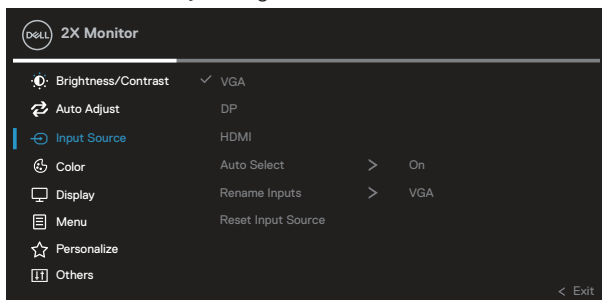 DELL 2X Monitor
Brightness/Contrast ✓ VGA
Auto Adjust DP
Input Source HDMI
Color Auto Select > On
Display Rename Inputs > VGA
Menu Reset Input Source
Personalize
Others
< Exit